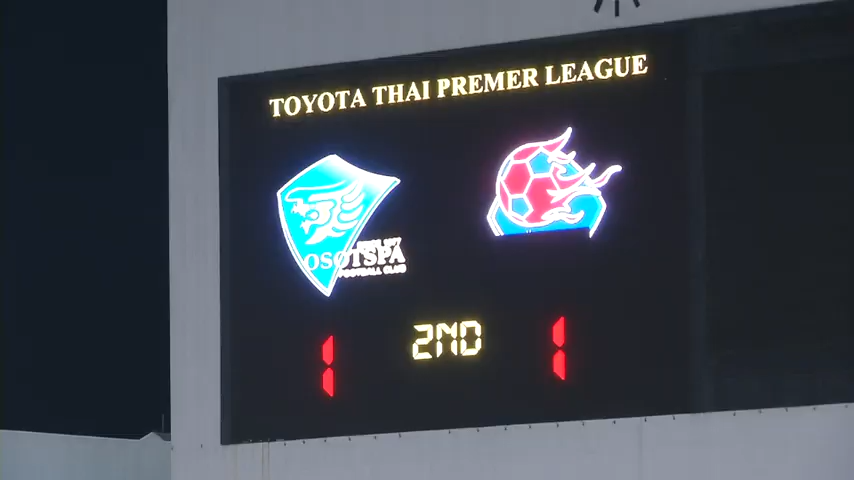 TOYOTA THAI PREMIER LEAGUE
OSOTSPA
FOOTBALL CLUB
1 2ND 1